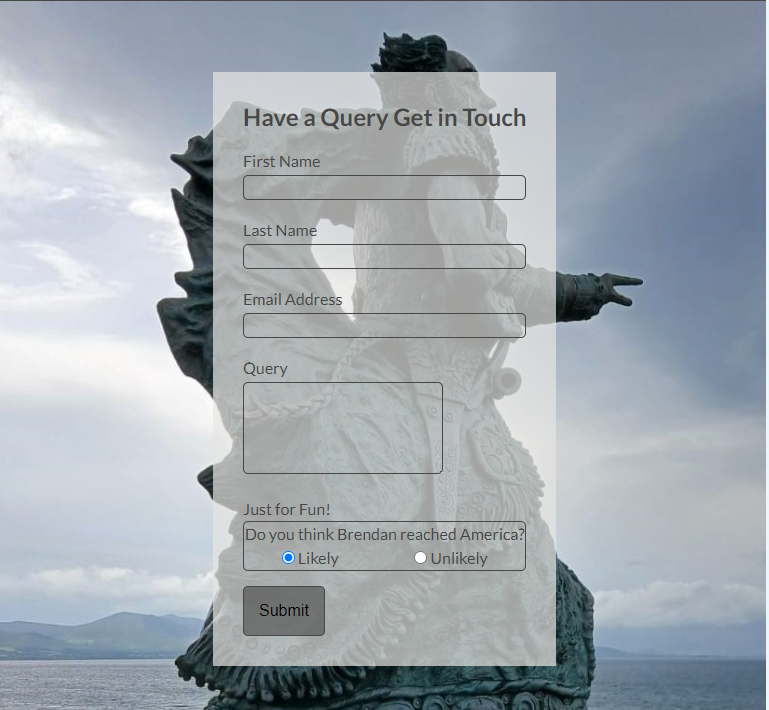 Have a Query Get in Touch
First Name
Last Name
Email Address
Query
Just for Fun!
Do you think Brendan reached America?
Likely Unlikely
Submit